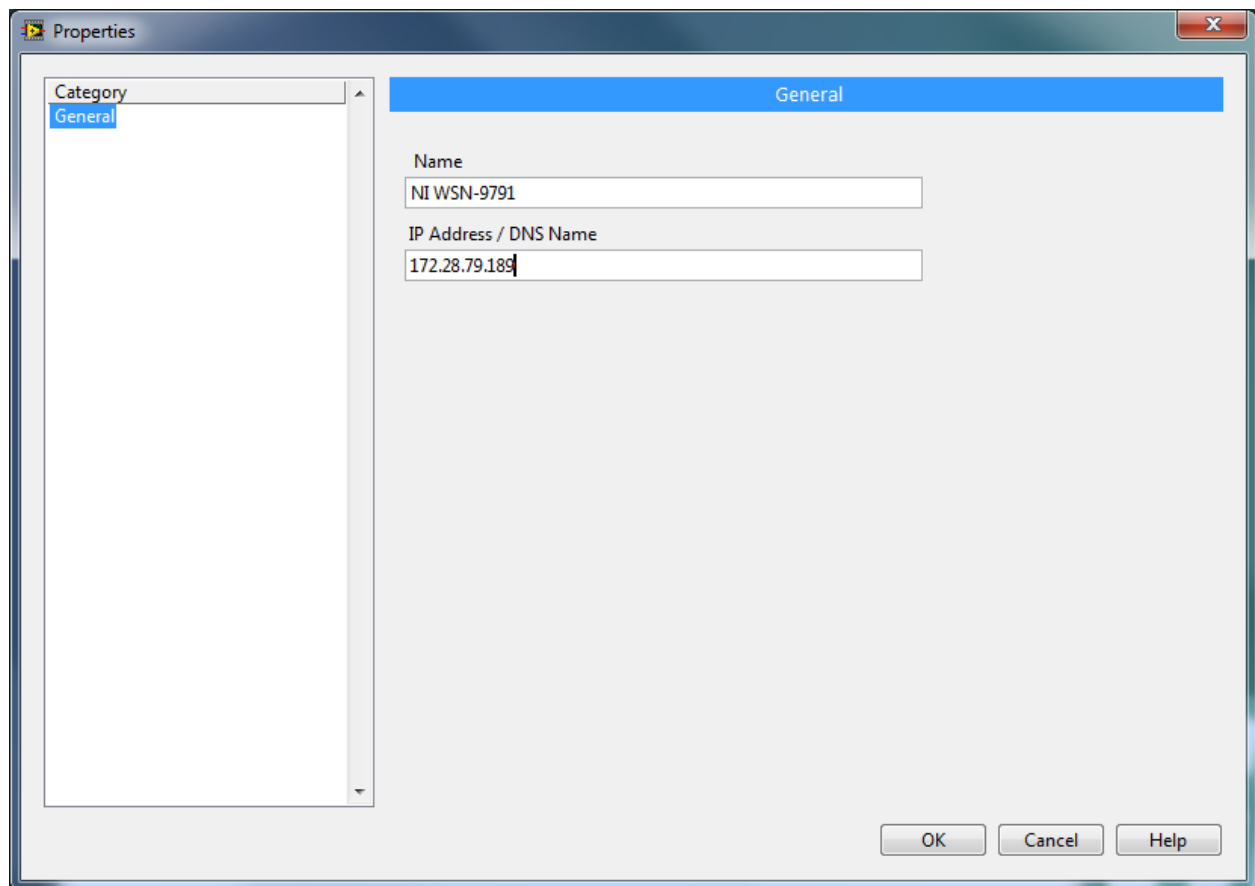 Properties
Category
General
General
Name
NI WSN-9791
IP Address / DNS Name
172.28.79.189
OK Cancel Help